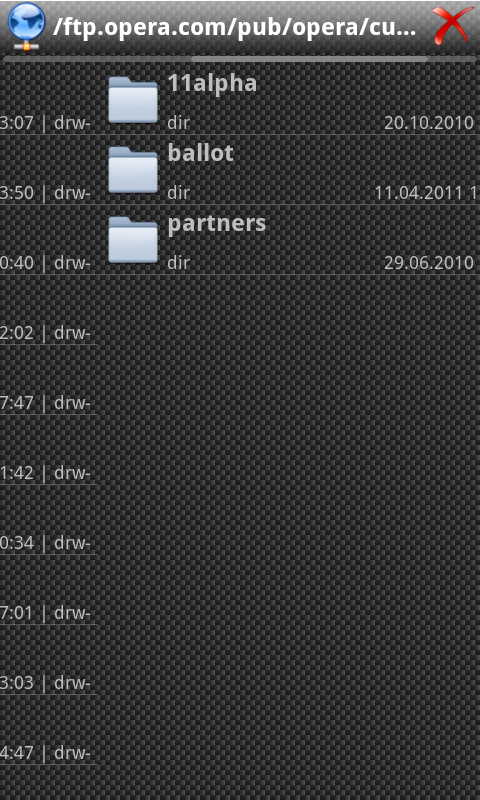 /ftp.opera.com/pub/opera/cu...
3:07 | drw-
11alpha
dir 20.10.2010
3:50 | drw-
ballot
dir 11.04.2011 1
0:40 | drw-
partners
dir 29.06.2010
2:02 | drw-
7:47 | drw-
1:42 | drw-
0:34 | drw-
7:01 | drw-
3:03 | drw-
4:47 | drw-